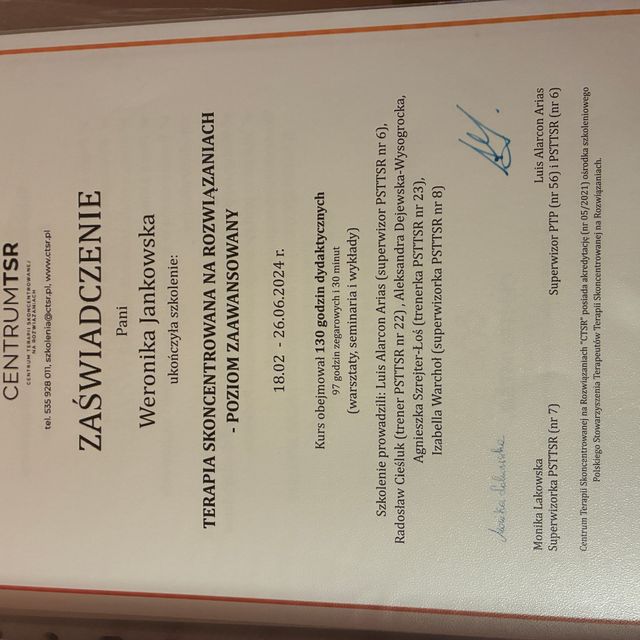 CENTRUMTSR
CENTRUM TERAPII SKONCENTROWANEJ
NA ROZWIĄZANIACH
tel. 535 928 011, szkolenia@ctsr.pl, www.ctsr.pl
ZAŚWIADCZENIE
Pani
Weronika Jankowska
ukończyła szkolenie:
TERAPIA SKONCENTROWANA NA ROZWIĄZANIACH
- POZIOM ZAAWANSOWANY
18.02 - 26.06.2024 r.
Kurs obejmował 130 godzin dydaktycznych
97 godzin zegarowych i 30 minut
(warsztaty, seminaria i wykłady)
Szkolenie prowadzili: Luis Alarcon Arias (superwizor PSTTSR nr 6),
Radosław Cieśluk (trener PSTTSR nr 22) , Aleksandra Dejewska-Wysogrocka,
Agnieszka Szrejter-Łoś (trenerka PSTTSR nr 23),
Izabella Warchoł (superwizorka PSTTSR nr 8)
Monika Lakowska
Superwizorka PSTTSR (nr 7)
Luis Alarcon Arias
Superwizor PTP (nr 56) i PSTTSR (nr 6)
Centrum Terapii Skoncentrowanej na Rozwiązaniach "CTSR" posiada akredytację (nr 05/2021) ośrodka szkoleniowego
Polskiego Stowarzyszenia Terapeutów Terapii Skoncentrowanej na Rozwiązaniach.